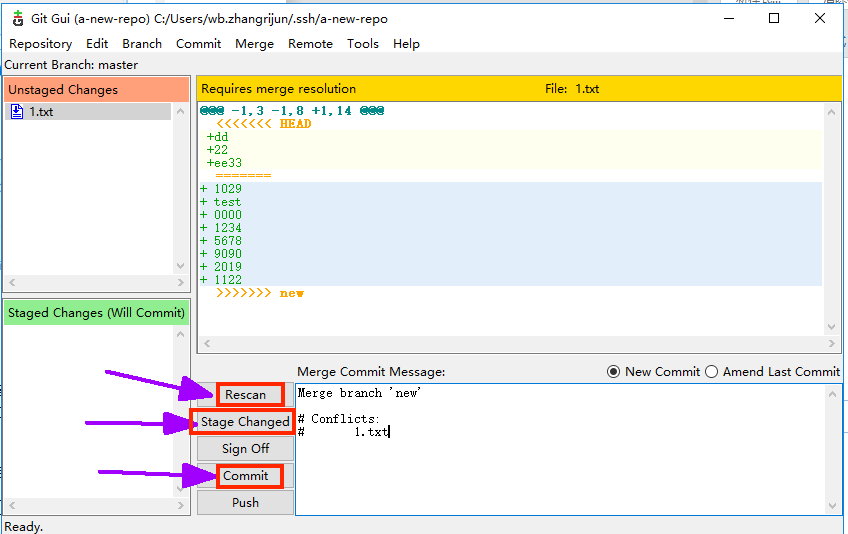 Git Gui (a-new-repo) C:/Users/wb.zhangrijun/.ssh/a-new-repo
Repository Edit Branch Commit Merge Remote Tools Help
Current Branch: master
Unstaged Changes
1.txt
Requires merge resolution File: 1.txt
@@@ -1,3 -1,8 +1,14 @@@
<<<<<<< HEAD
+dd
+22
+ee33
=======
+ 1029
+ test
+ 0000
+ 1234
+ 5678
+ 9090
+ 2019
+ 1122
>>>>>>> new
Staged Changes (Will Commit)
Merge Commit Message: New Commit Amend Last Commit
Rescan
Stage Changed
Sign Off
Commit
Push
Merge branch 'new'
# Conflicts:
# 1.txt
Ready.